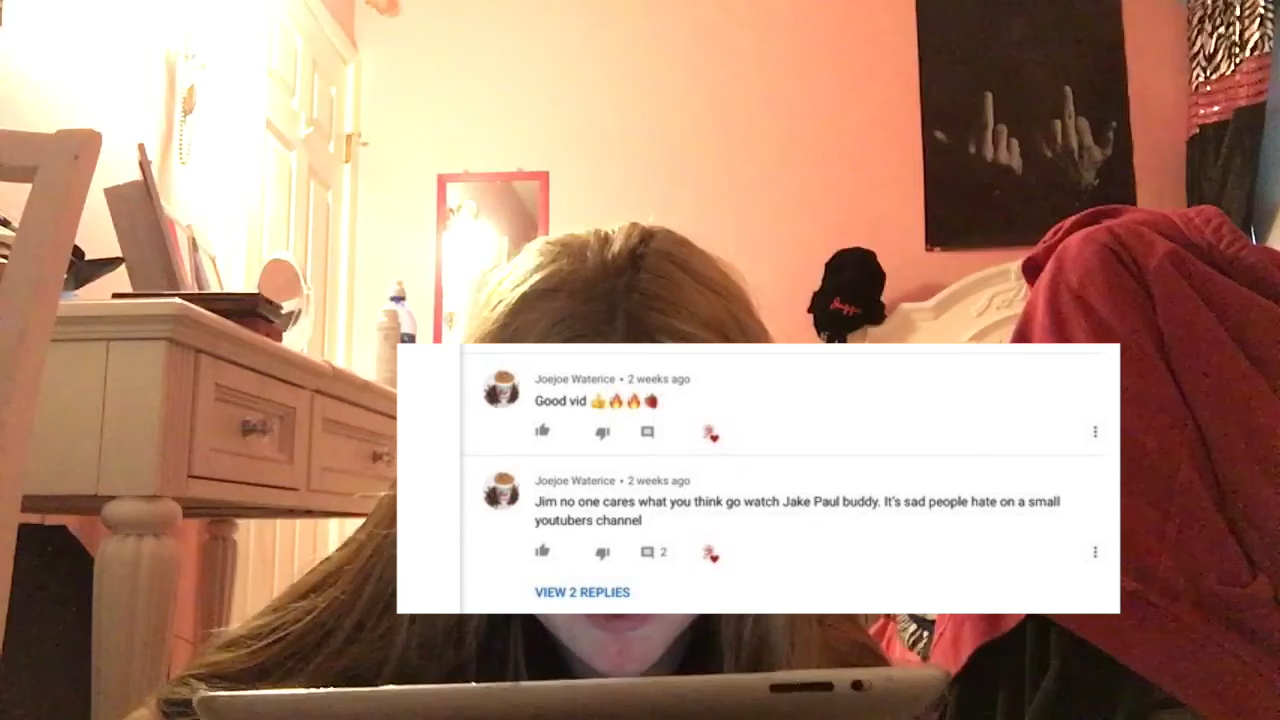 Joejoe Waterice • 2 weeks ago
Good vid 👍🔥🔥🍓
Joejoe Waterice • 2 weeks ago
Jim no one cares what you think go watch Jake Paul buddy. It's sad people hate on a small
youtubers channel
2
VIEW 2 REPLIES